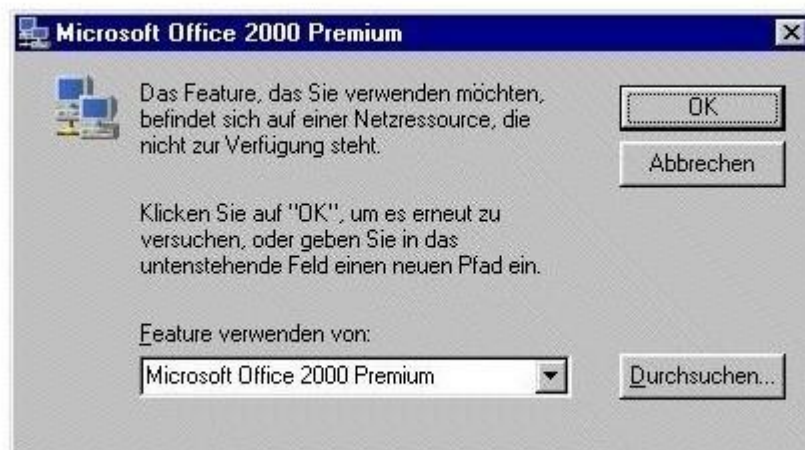 Microsoft Office 2000 Premium
Das Feature, das Sie verwenden möchten,
befindet sich auf einer Netzressource, die
nicht zur Verfügung steht.
OK
Abbrechen
Klicken Sie auf "OK", um es erneut zu
versuchen, oder geben Sie in das
untenstehende Feld einen neuen Pfad ein.
Feature verwenden von:
Microsoft Office 2000 Premium
Durchsuchen...